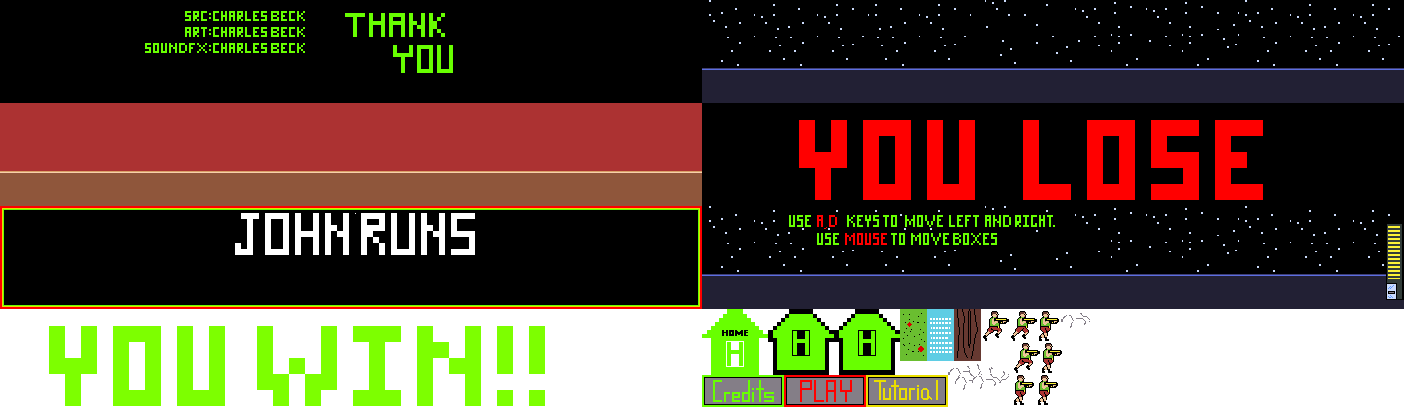 SRC:CHARLES BECK
ART:CHARLES BECK
SOUNDFX:CHARLES BECK
THANK
YOU
YOU LOSE
JOHN RUNS
USE A D KEYS TO MOVE LEFT AND RIGHT.
USE MOUSE TO MOVE BOXES
YOU WIN!!
HOME
H
H
H
Credits
PLAY
Tutorial